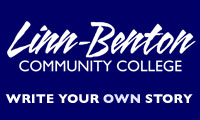 Linn-Benton
COMMUNITY COLLEGE
WRITE YOUR OWN STORY